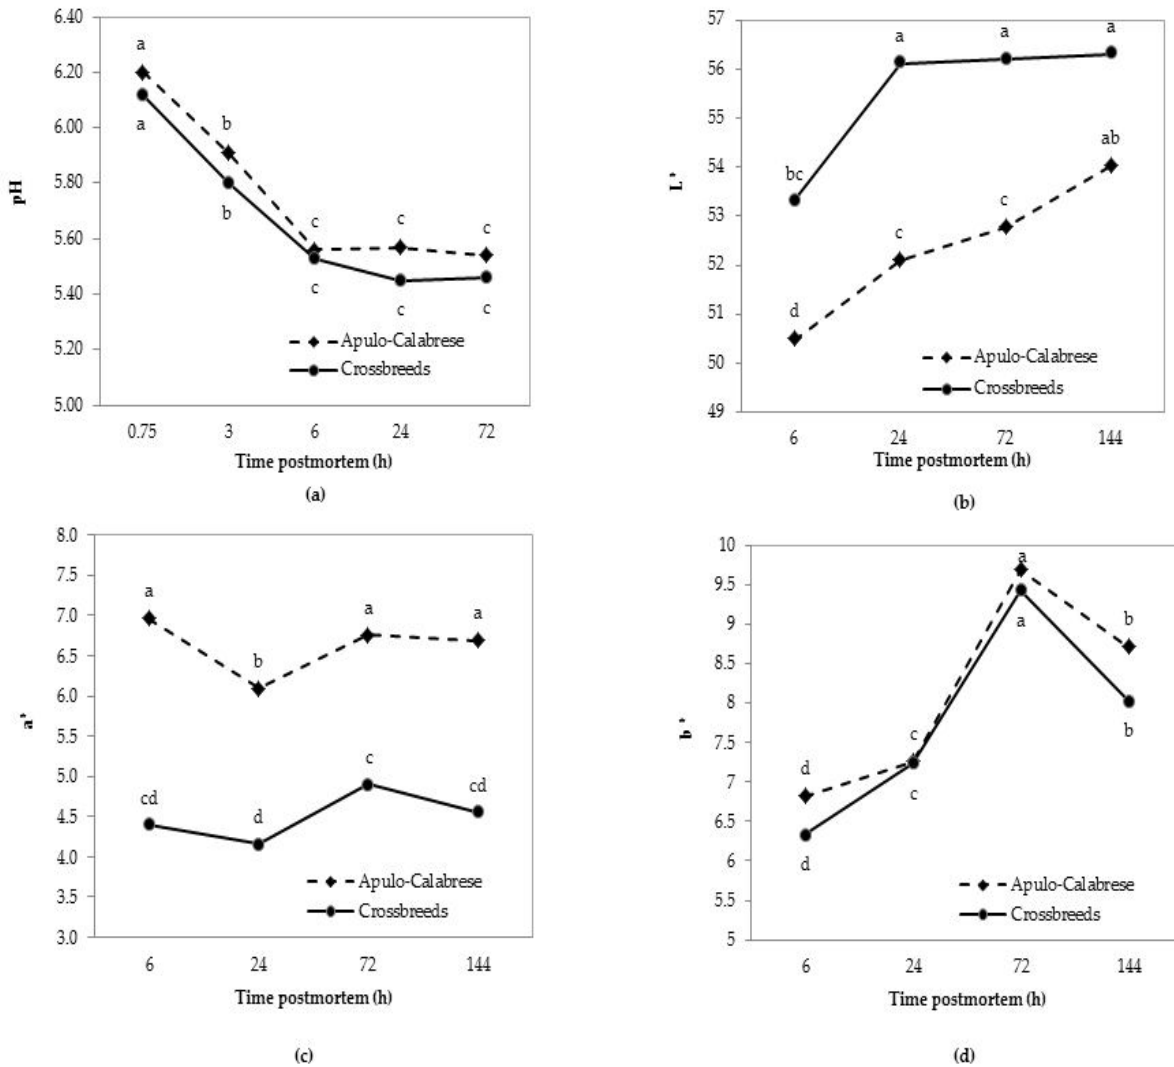 6.40
6.20
6.00
5.80
5.60
5.40
5.20
5.00
pH
a
a
b
b
c
c
c
c
c
c
Apulo-Calabrese
Crossbreeds
0.75 3 6 24 72
Time postmortem (h)
(a)
57
56
55
54
53
52
51
50
49
L*
a a a
bc
ab
c
c
d
Apulo-Calabrese
Crossbreeds
6 24 72 144
Time postmortem (h)
(b)
8.0
7.5
7.0
6.5
6.0
5.5
5.0
4.5
4.0
3.0
a*
a
b
a
a
cd
d
c
cd
Apulo-Calabrese
Crossbreeds
6 24 72 144
Time postmortem (h)
(c)
10
9.5
9
8.5
8
7.5
7
6.5
6
5
b*
a
a
b
b
c
c
d
d
Apulo-Calabrese
Crossbreeds
6 24 72 144
Time postmortem (h)
(d)